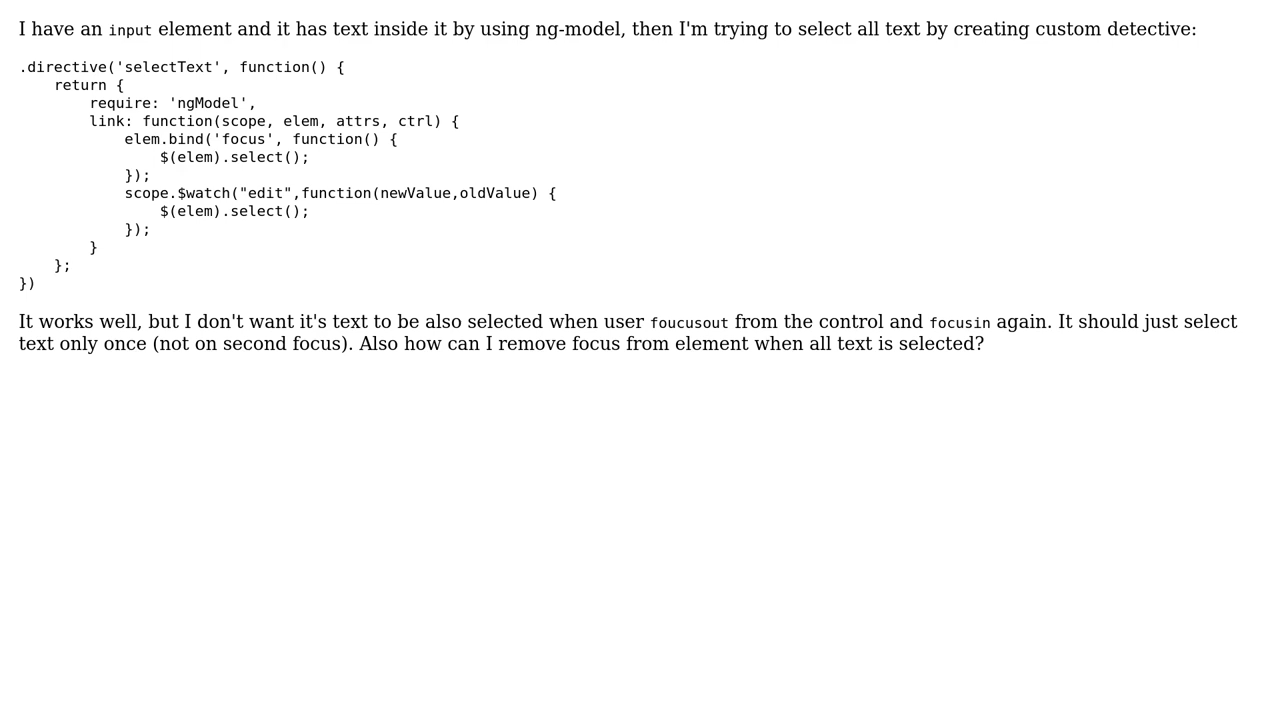 I have an input element and it has text inside it by using ng-model, then I'm trying to select all text by creating custom detective:
.directive('selectText', function() {
    return {
        require: 'ngModel',
        link: function(scope, elem, attrs, ctrl) {
            elem.bind('focus', function() {
                $(elem).select();
            });
            scope.$watch("edit",function(newValue,oldValue) {
                $(elem).select();
            });
        }
    };
})
It works well, but I don't want it's text to be also selected when user foucusout from the control and focusin again. It should just select
text only once (not on second focus). Also how can I remove focus from element when all text is selected?